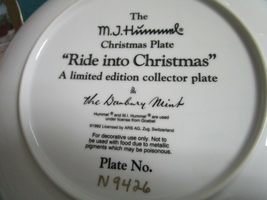 The
M.J. Hummel
Christmas Plate
"Ride into Christmas"
A limited edition collector plate
&
the Danbury Mint
Hummel® and M.I. Hummel® are used
under license from Goebel
©1992 Licensed by ARS AG, Zug, Switzerland
For decorative use only. Not to
be used with food due to metallic
pigments which may be poisonous.
Plate No.
N9426